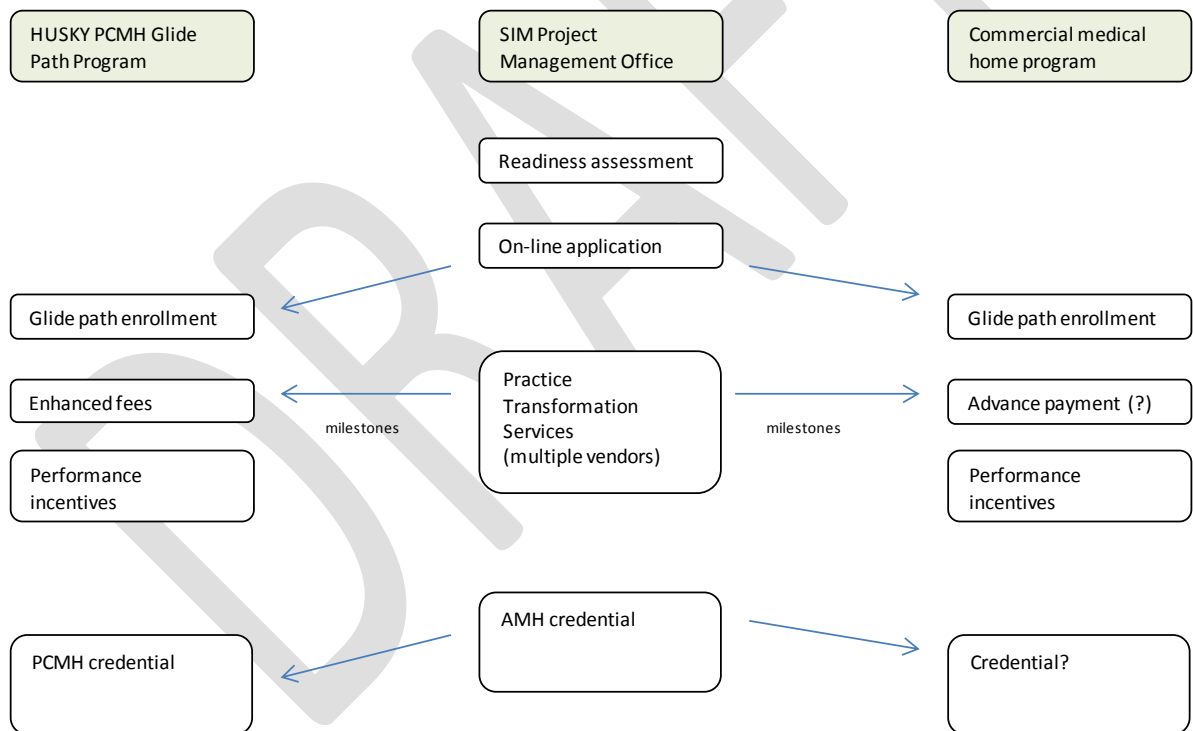 HUSKY PCMH Glide
Path Program
SIM Project
Management Office
Commercial medical
home program
Readiness assessment
On-line application
Glide path enrollment
Glide path enrollment
Practice
Transformation
Services
(multiple vendors)
Enhanced fees
milestones
milestones
Advance payment (?)
Performance
incentives
Performance
incentives
AMH credential
PCMH credential
Credential?
DRAFT